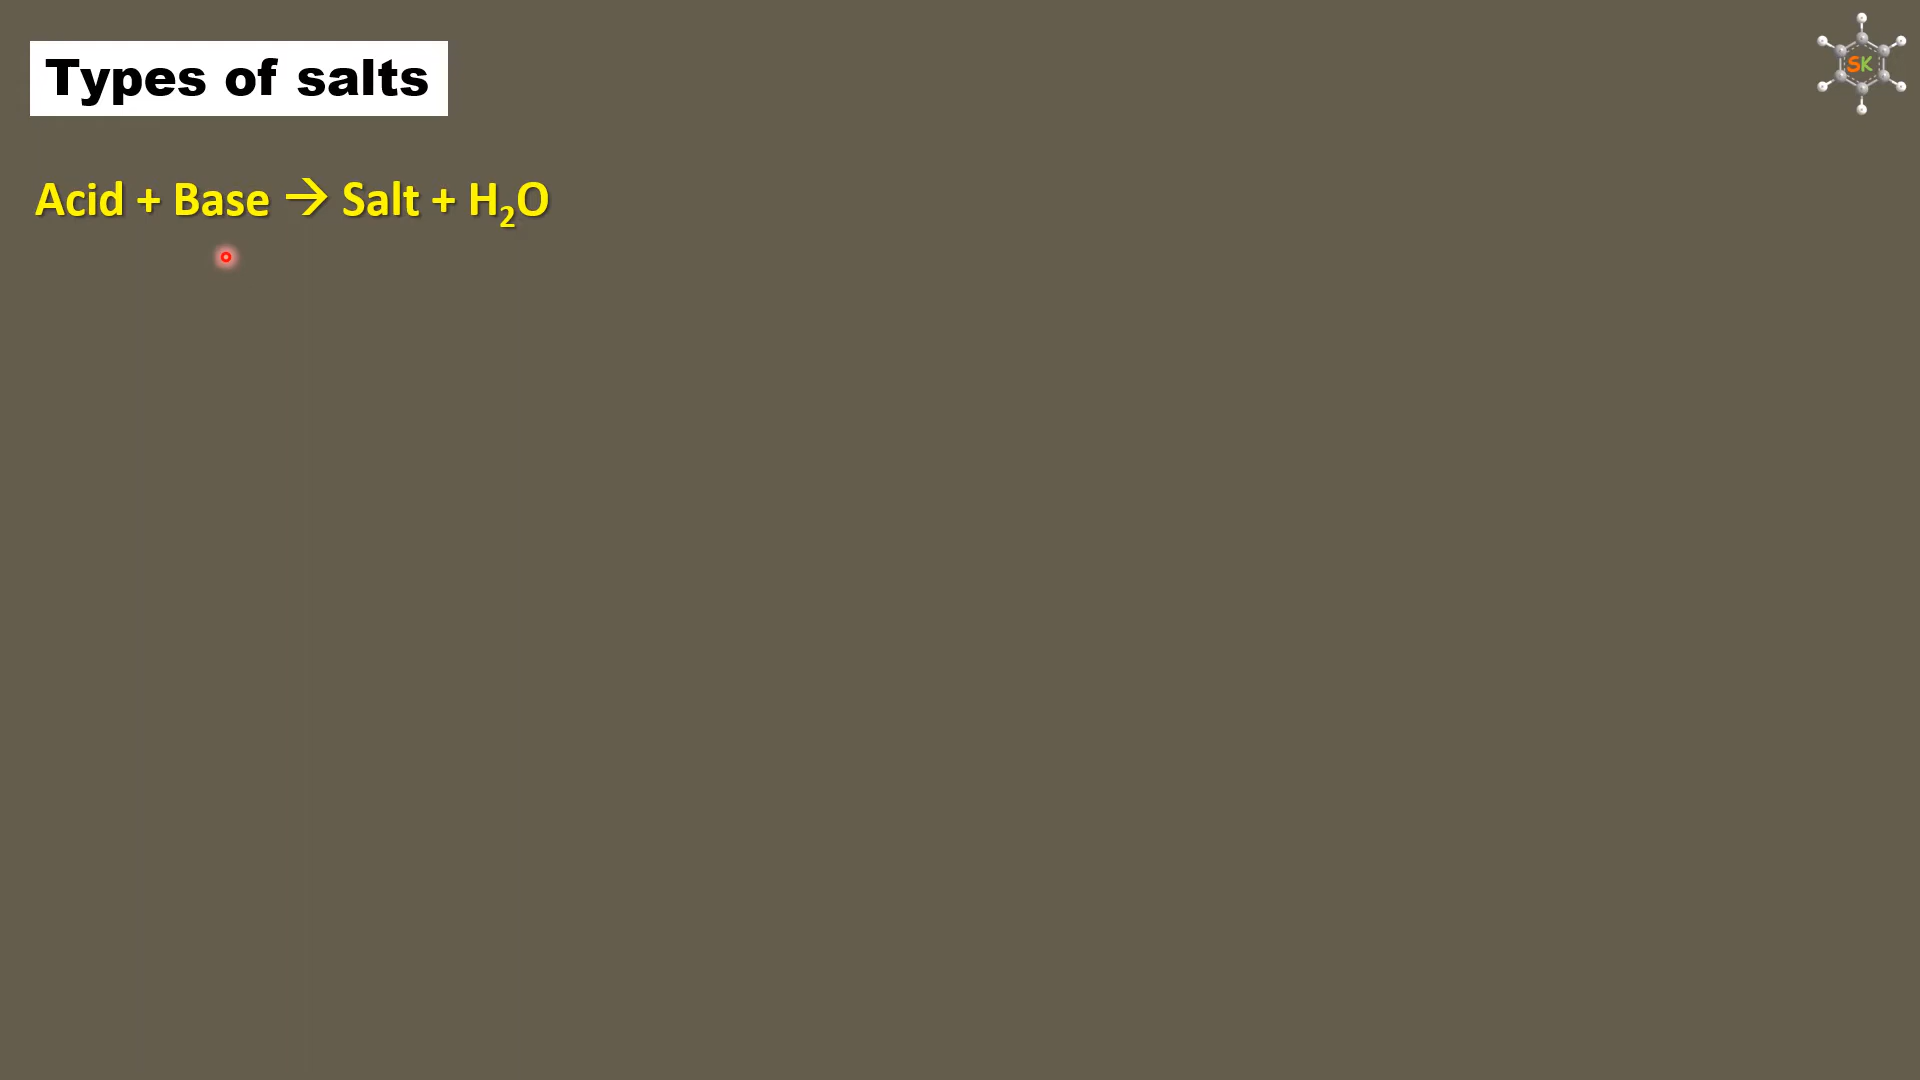 Types of salts
SK
Acid + Base → Salt + H₂O